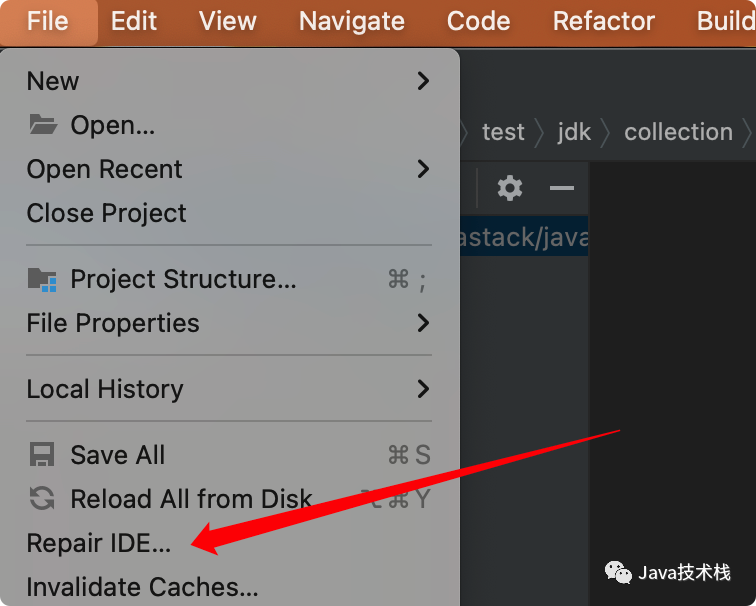 File Edit View Navigate Code Refactor Build
New
Open...
Open Recent
Close Project
Project Structure... ⌘ ;
File Properties
Local History
Save All ⌘ S
Reload All from Disk ⌥ ⌘ Y
Repair IDE...
Invalidate Caches...
test jdk collection
astack/java
Java技术栈